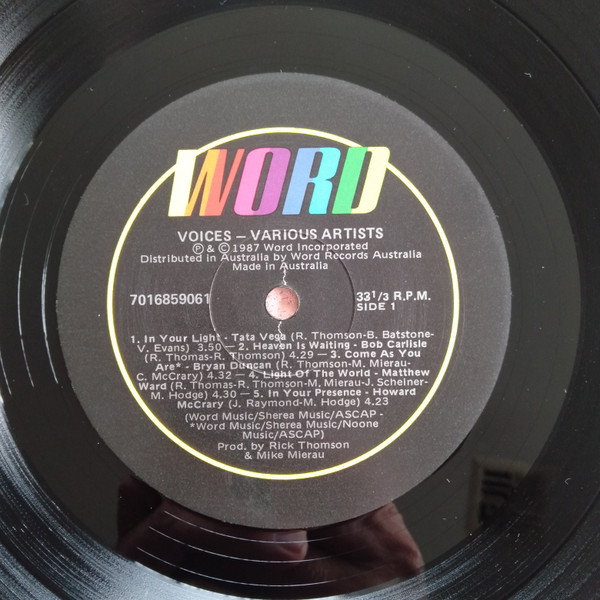 WORD
VOICES – VARIOUS ARTISTS
Ⓟ & © 1987 Word Incorporated
Distributed in Australia by Word Records Australia
Made in Australia
7016859061
33 1/3 R.P.M.
SIDE 1
1. In Your Light - Tata Vega (R. Thomson-B. Batstone-
V. Evans) 3.50 — 2. Heaven Is Waiting - Bob Carlisle
(R. Thomas-R. Thomson) 4.29 — 3. Come As You
Are* - Bryan Duncan (R. Thomson-M. Mierau-
C. McCrary) 4.32 — 4. Light Of The World - Matthew
Ward (R. Thomas-R. Thomson-M. Mierau-J. Scheiner-
M. Hodge) 4.30 — 5. In Your Presence - Howard
McCrary (J. Raymond-M. Hodge) 4.23
(Word Music/Sherea Music/ASCAP -
*Word Music/Sherea Music/Noone
Music/ASCAP)
Prod. by Rick Thomson
& Mike Mierau